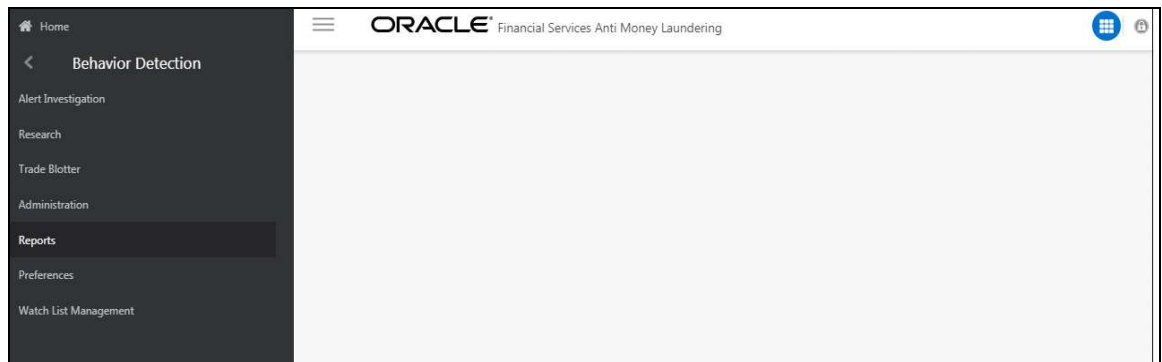 Home
ORACLE® Financial Services Anti Money Laundering
Behavior Detection
Alert Investigation
Research
Trade Blotter
Administration
Reports
Preferences
Watch List Management